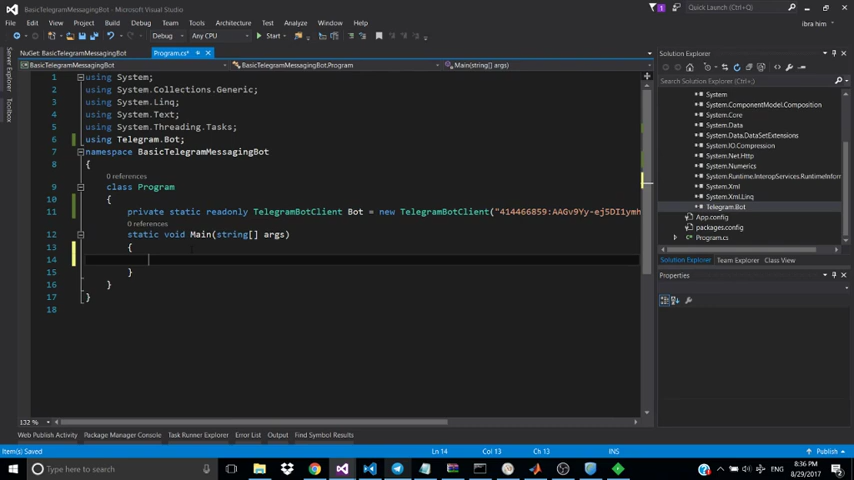 BasicTelegramMessagingBot - Microsoft Visual Studio
1
Quick Launch (Ctrl+Q)
File Edit View Project Build Debug Team Tools Architecture Test Analyze Window Help
ibra him
Debug Any CPU Start
NuGet: BasicTelegramMessagingBot Program.cs*
BasicTelegramMessagingBot BasicTelegramMessagingBot.Program Main(string[] args)
Server Explorer
Toolbox
1 using System;
2 using System.Collections.Generic;
3 using System.Linq;
4 using System.Text;
5 using System.Threading.Tasks;
6 using Telegram.Bot;
7 namespace BasicTelegramMessagingBot
8 {
0 references
9 class Program
10 {
11 private static readonly TelegramBotClient Bot = new TelegramBotClient("414466859:AAGv9Yy-ej5DI1ymh
0 references
12 static void Main(string[] args)
13 {
14
15 }
16 }
17 }
18
132 %
Solution Explorer
Search Solution Explorer (Ctrl+;)
System
System.ComponentModel.Composition
System.Core
System.Data
System.Data.DataSetExtensions
System.IO.Compression
System.Net.Http
System.Numerics
System.Runtime.InteropServices.RuntimeInfor
System.Xml
System.Xml.Linq
Telegram.Bot
App.config
packages.config
Program.cs
Solution Explorer Team Explorer Class View
Properties
Web Publish Activity Package Manager Console Task Runner Explorer Error List Output Find Symbol Results
Item(s) Saved Ln 14 Col 13 Ch 13 INS Publish
Type here to search
ENG
8:36 PM
8/29/2017